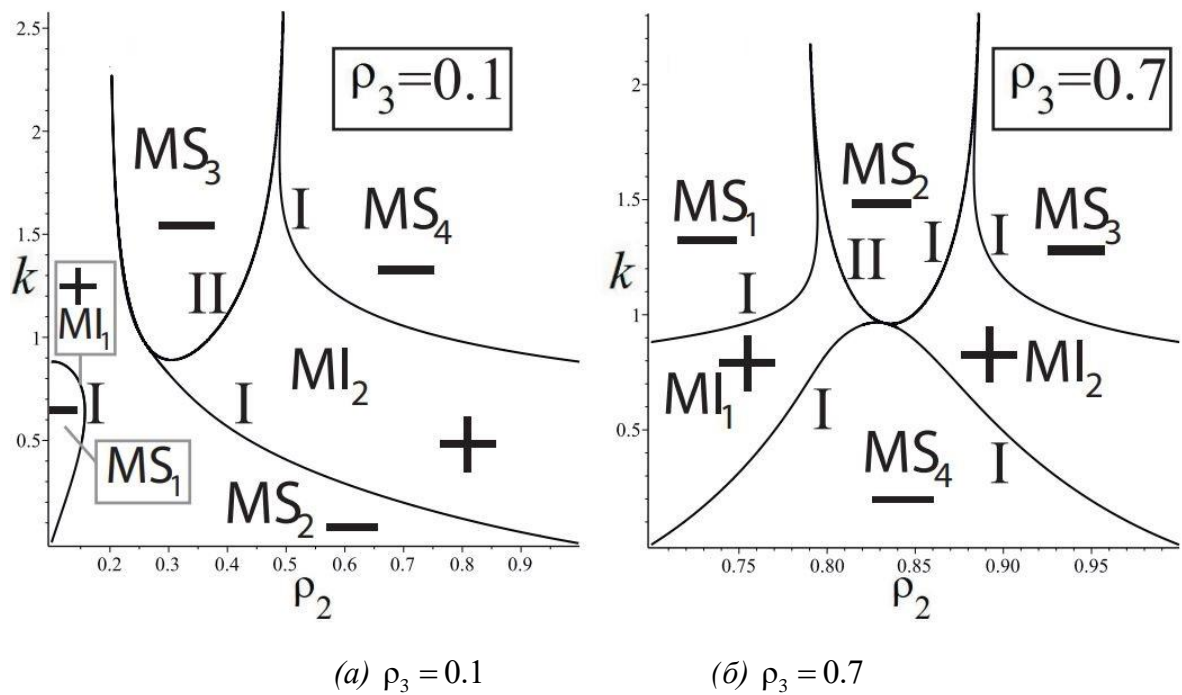 2.5
2
1.5
k
1
0.5
0.2
0.3
0.4
0.5
0.6
0.7
0.8
0.9
ρ₂
ρ₃=0.1
MS₃
I
MS₄
II
+
MI₁
I
MI₂
I
MS₁
MS₂
+
2
1.5
k
1
0.5
0.75
0.80
0.85
0.90
0.95
ρ₂
ρ₃=0.7
MS₂
MS₁
I
I
MS₃
II
I
MI₁
+
+
MI₂
I
MS₄
I
(а) ρ₃ = 0.1
(б) ρ₃ = 0.7